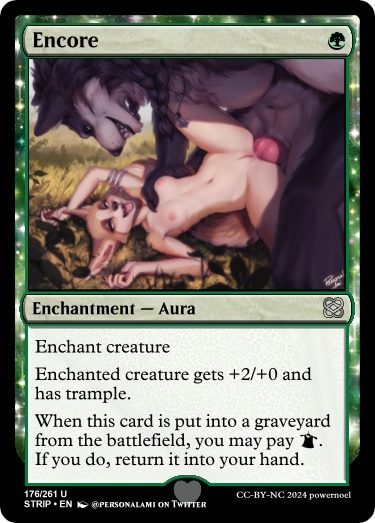 Encore
Enchantment — Aura
Enchant creature
Enchanted creature gets +2/+0 and
has trample.
When this card is put into a graveyard
from the battlefield, you may pay .
If you do, return it into your hand.
176/261 U
STRIP • EN @PERSONALAMI ON TWITTER
CC-BY-NC 2024 powernoel